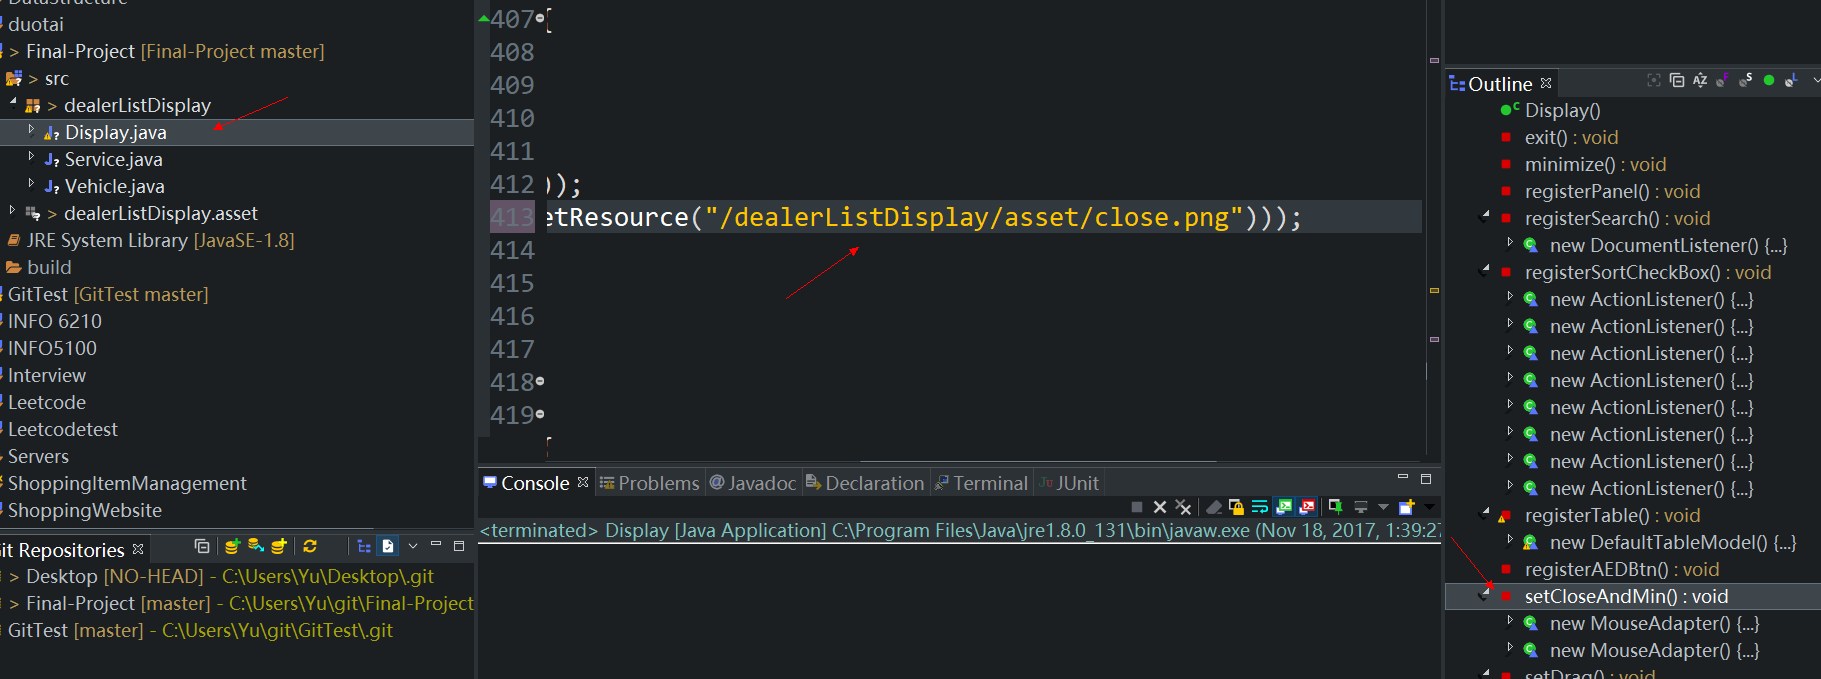 duotai
> Final-Project [Final-Project master]
> src
> dealerListDisplay
Display.java
Service.java
Vehicle.java
> dealerListDisplay.asset
JRE System Library [JavaSE-1.8]
build
GitTest [GitTest master]
INFO 6210
INFO5100
Interview
Leetcode
Leetcodetest
Servers
ShoppingItemManagement
ShoppingWebsite
it Repositories
> Desktop [NO-HEAD] - C:\Users\Yu\Desktop\.git
> Final-Project [master] - C:\Users\Yu\git\Final-Project
GitTest [master] - C:\Users\Yu\git\GitTest\.git
407
408
409
410
411
412 ));
413 etResource("/dealerListDisplay/asset/close.png")));
414
415
416
417
418
419
Console Problems @ Javadoc Declaration Terminal JUnit
<terminated> Display [Java Application] C:\Program Files\Java\jre1.8.0_131\bin\javaw.exe (Nov 18, 2017, 1:39:27
Outline
Display()
exit() : void
minimize() : void
registerPanel() : void
registerSearch() : void
new DocumentListener() {...}
registerSortCheckBox() : void
new ActionListener() {...}
new ActionListener() {...}
new ActionListener() {...}
new ActionListener() {...}
new ActionListener() {...}
new ActionListener() {...}
new ActionListener() {...}
new ActionListener() {...}
registerTable() : void
new DefaultTableModel() {...}
registerAEDBtn() : void
setCloseAndMin() : void
new MouseAdapter() {...}
new MouseAdapter() {...}
setDrag() : void